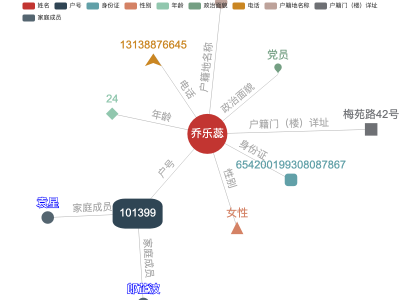 姓名 户号 身份证 性别 年龄 政治面貌 电话 户籍地名称 户籍门（楼）详址
家庭成员
13138876645
户籍地名称
党员
电话
政治面貌
24
年龄
梅苑路42号
户籍门（楼）详址
乔乐蕊
身份证
654200199308087867
户号
性别
家庭成员
101399
女性
家庭成员